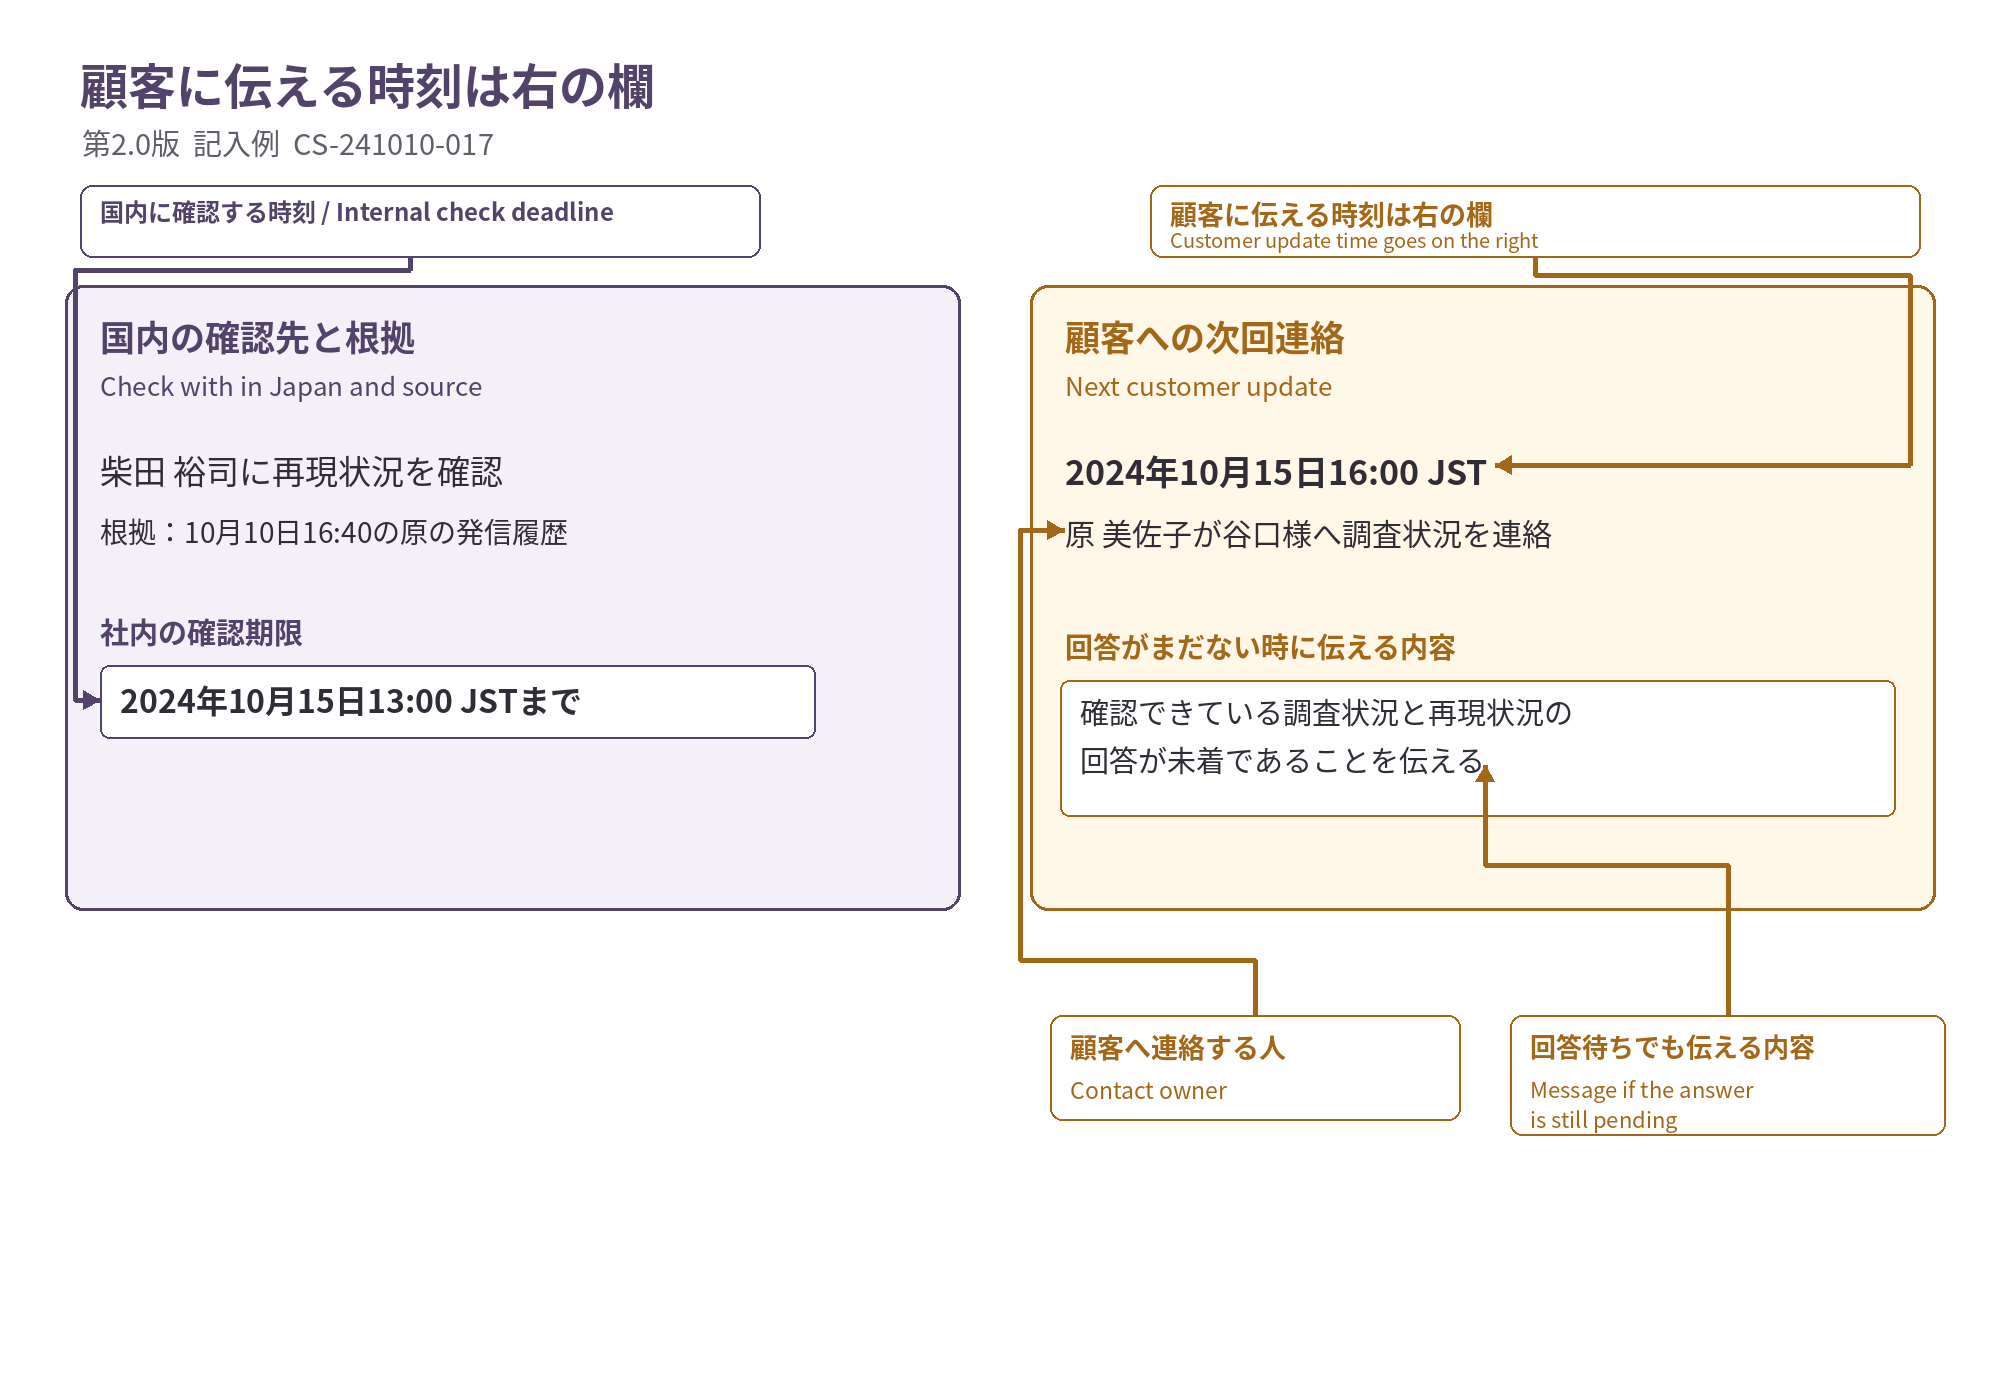 顧客に伝える時刻は右の欄
第2.0版 記入例 CS-241010-017
国内に確認する時刻 / Internal check deadline
顧客に伝える時刻は右の欄
Customer update time goes on the right
国内の確認先と根拠
Check with in Japan and source
柴田 裕司に再現状況を確認
根拠：10月10日16:40の原の発信履歴
社内の確認期限
2024年10月15日13:00 JSTまで
顧客への次回連絡
Next customer update
2024年10月15日16:00 JST
原 美佐子が谷口様へ調査状況を連絡
回答がまだない時に伝える内容
確認できている調査状況と再現状況の
回答が未着であることを伝える
顧客へ連絡する人
Contact owner
回答待ちでも伝える内容
Message if the answer
is still pending